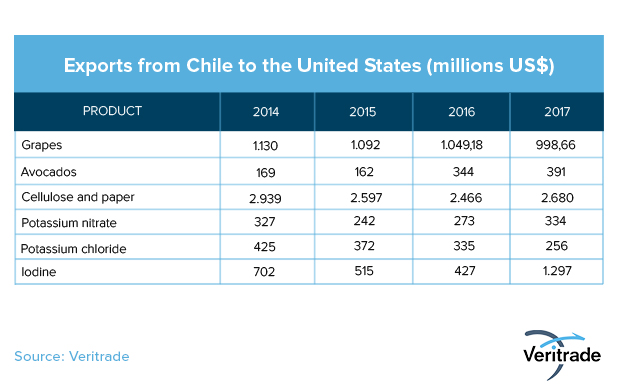 Exports from Chile to the United States (millions US$)
PRODUCT 2014 2015 2016 2017
Grapes 1.130 1.092 1.049,18 998,66
Avocados 169 162 344 391
Cellulose and paper 2.939 2.597 2.466 2.680
Potassium nitrate 327 242 273 334
Potassium chloride 425 372 335 256
Iodine 702 515 427 1.297
Source: Veritrade
Veritrade